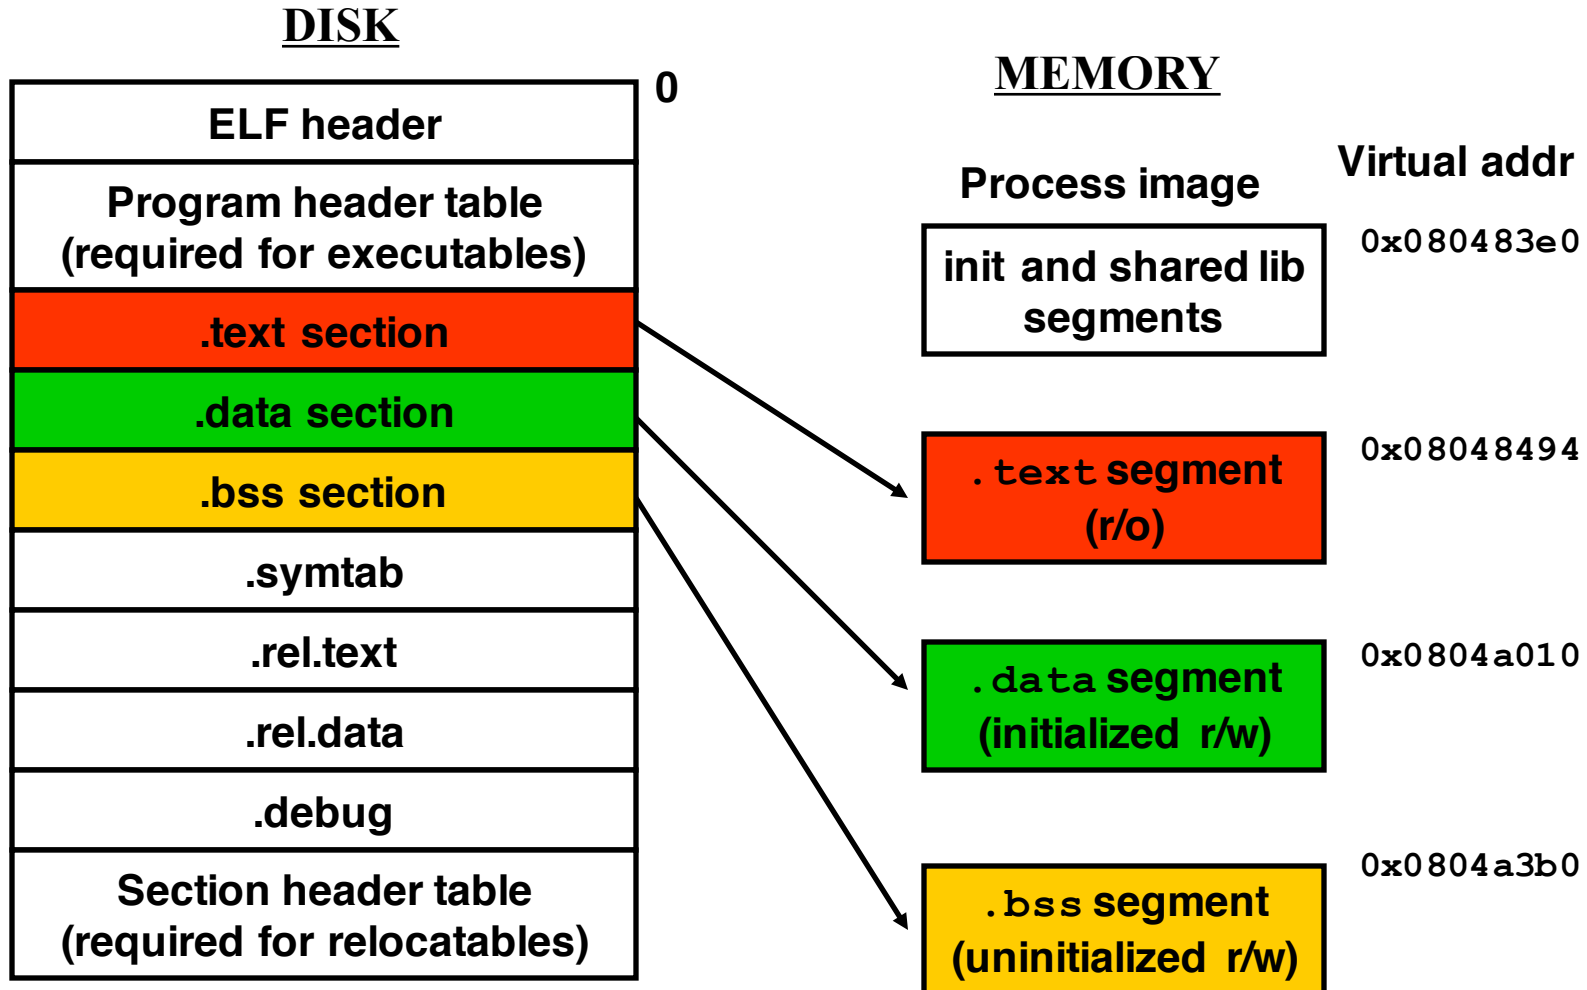 DISK
0
ELF header
Program header table
(required for executables)
.text section
.data section
.bss section
.symtab
.rel.text
.rel.data
.debug
Section header table
(required for relocatables)
MEMORY
Process image
Virtual addr
init and shared lib
segments
0x080483e0
.text segment
(r/o)
0x08048494
.data segment
(initialized r/w)
0x0804a010
.bss segment
(uninitialized r/w)
0x0804a3b0